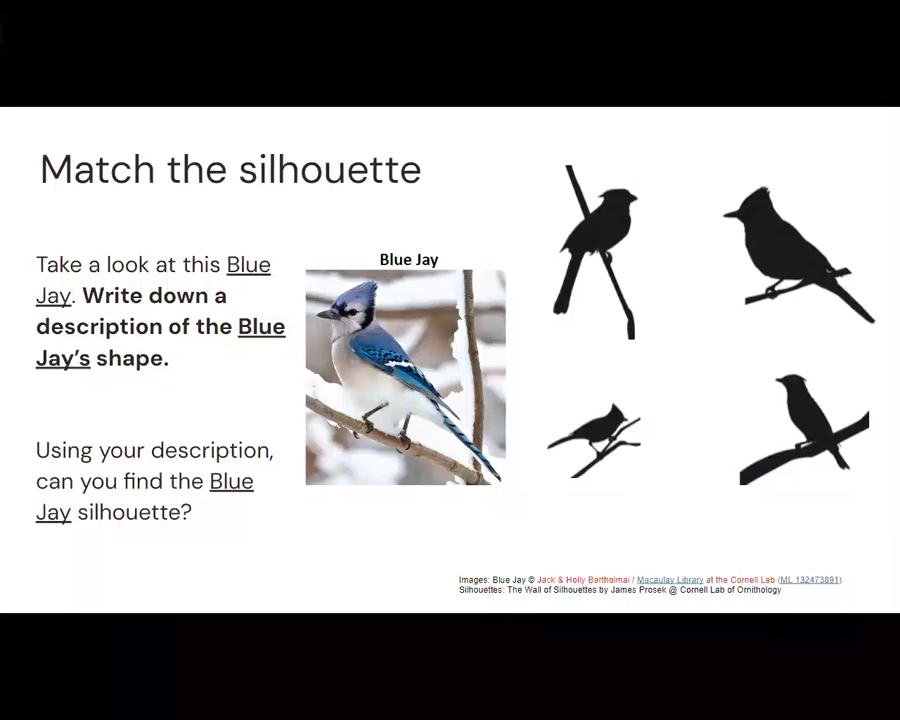 Match the silhouette
Take a look at this Blue
Jay. Write down a
description of the Blue
Jay's shape.
Using your description,
can you find the Blue
Jay silhouette?
Blue Jay
Images: Blue Jay © Jack & Holly Bartholmai / Macaulay Library at the Cornell Lab (ML 132473891)
Silhouettes: The Wall of Silhouettes by James Prosek @ Cornell Lab of Ornithology